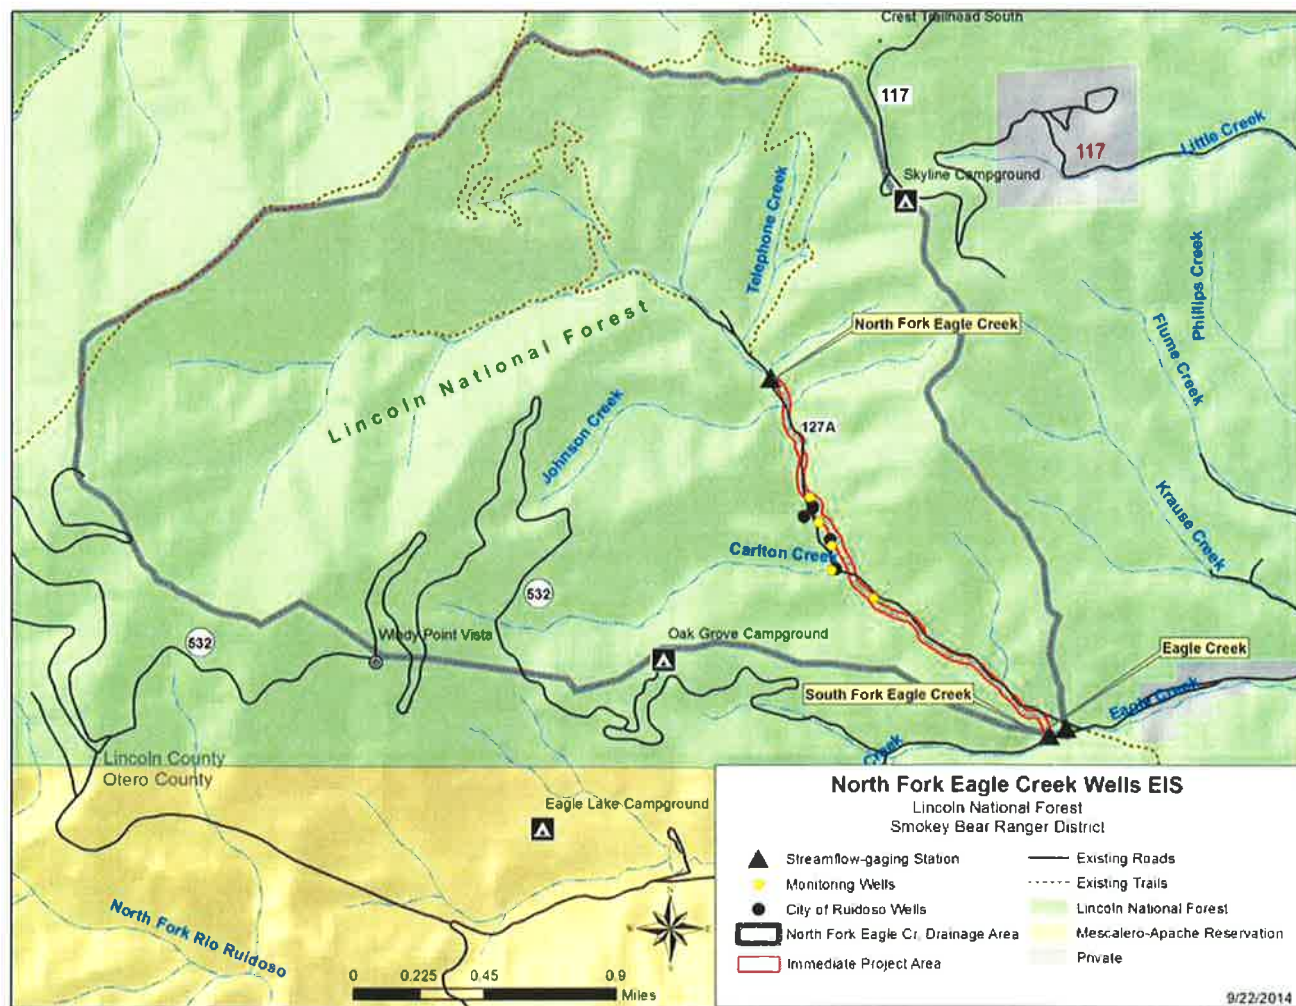 Crest Trailhead South
117
117
Little Creek
Skyline Campground
Telephone Creek
Phillips Creek
Flume Creek
North Fork Eagle Creek
Lincoln National Forest
127A
Johnson Creek
Krause Creek
Carlton Creek
532
532
Windy Point Vista
Oak Grove Campground
Eagle Creek
South Fork Eagle Creek
Eagle Creek
Creek
Lincoln County
Otero County
Eagle Lake Campground
North Fork Rio Ruidoso
N
0 0.225 0.45 0.9
Miles
North Fork Eagle Creek Wells EIS
Lincoln National Forest
Smokey Bear Ranger District
Streamflow-gaging Station
Monitoring Wells
City of Ruidoso Wells
North Fork Eagle Cr. Drainage Area
Immediate Project Area
Existing Roads
Existing Trails
Lincoln National Forest
Mescalero-Apache Reservation
Private
9/22/2014